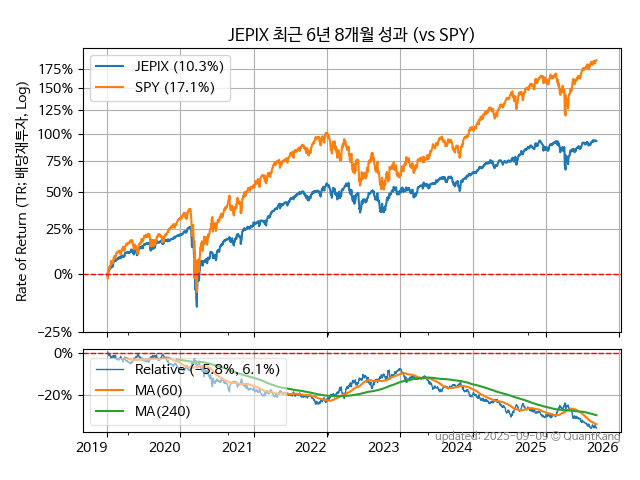 JEPIX 최근 6년 8개월 성과 (vs SPY)
Rate of Return (TR; 배당재투자, Log)
175%
150%
125%
100%
75%
50%
25%
0%
−25%
JEPIX (10.3%)
SPY (17.1%)
0%
−20%
Relative (−5.8%, 6.1%)
MA(60)
MA(240)
updated: 2025-09-09 © QuantKang
2019 2020 2021 2022 2023 2024 2025 2026